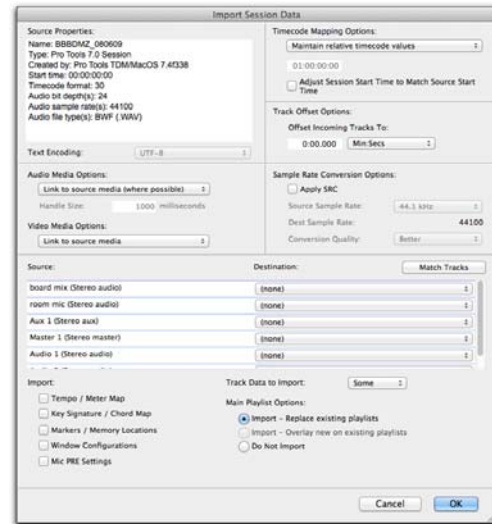 Import Session Data
Source Properties:
Name: BBBDMZ_080609
Type: Pro Tools 7.0 Session
Created by: Pro Tools TDM/MacOS 7.4f338
Start time: 00:00:00:00
Timecode format: 30
Audio bit depth(s): 24
Audio sample rate(s): 44100
Audio file type(s): BWF (.WAV)
Text Encoding: UTF-8
Timecode Mapping Options:
Maintain relative timecode values
01:00:00:00
Adjust Session Start Time to Match Source Start
Time
Track Offset Options:
Offset Incoming Tracks To:
0:00.000 Min:Secs
Audio Media Options:
Link to source media (where possible)
Handle Size: 1000 milliseconds
Video Media Options:
Link to source media
Sample Rate Conversion Options:
Apply SRC
Source Sample Rate: 44.1 kHz
Dest Sample Rate: 44100
Conversion Quality: Better
Source: Destination: Match Tracks
board mix (Stereo audio) (none)
room mic (Stereo audio) (none)
Aux 1 (Stereo aux) (none)
Master 1 (Stereo master) (none)
Audio 1 (Stereo audio) (none)
Import:
Tempo / Meter Map
Key Signature / Chord Map
Markers / Memory Locations
Window Configurations
Mic PRE Settings
Track Data to Import: Some
Main Playlist Options:
Import - Replace existing playlists
Import - Overlay new on existing playlists
Do Not Import
Cancel OK